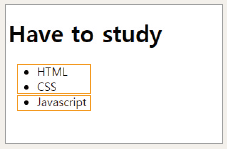 Have to study
• HTML
• CSS
• Javascript